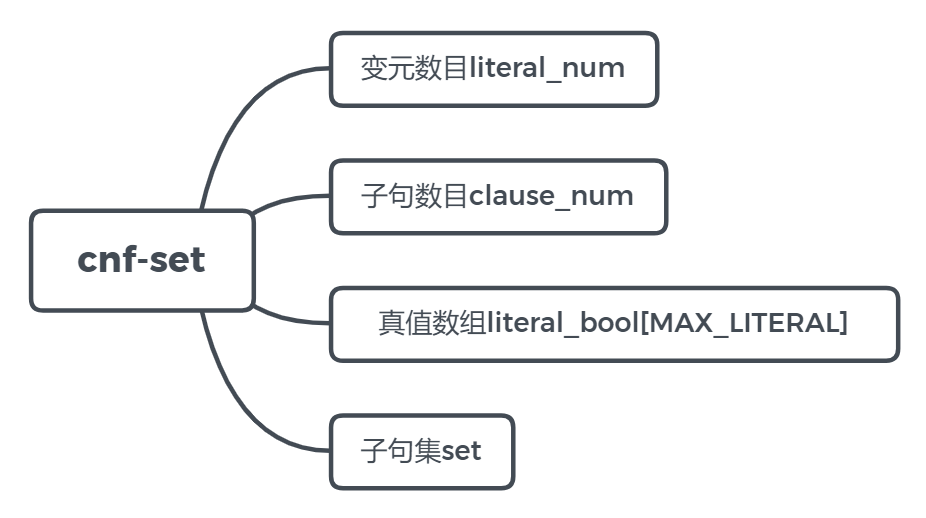 变元数目literal_num
子句数目clause_num
cnf-set
真值数组literal_bool[MAX_LITERAL]
子句集set